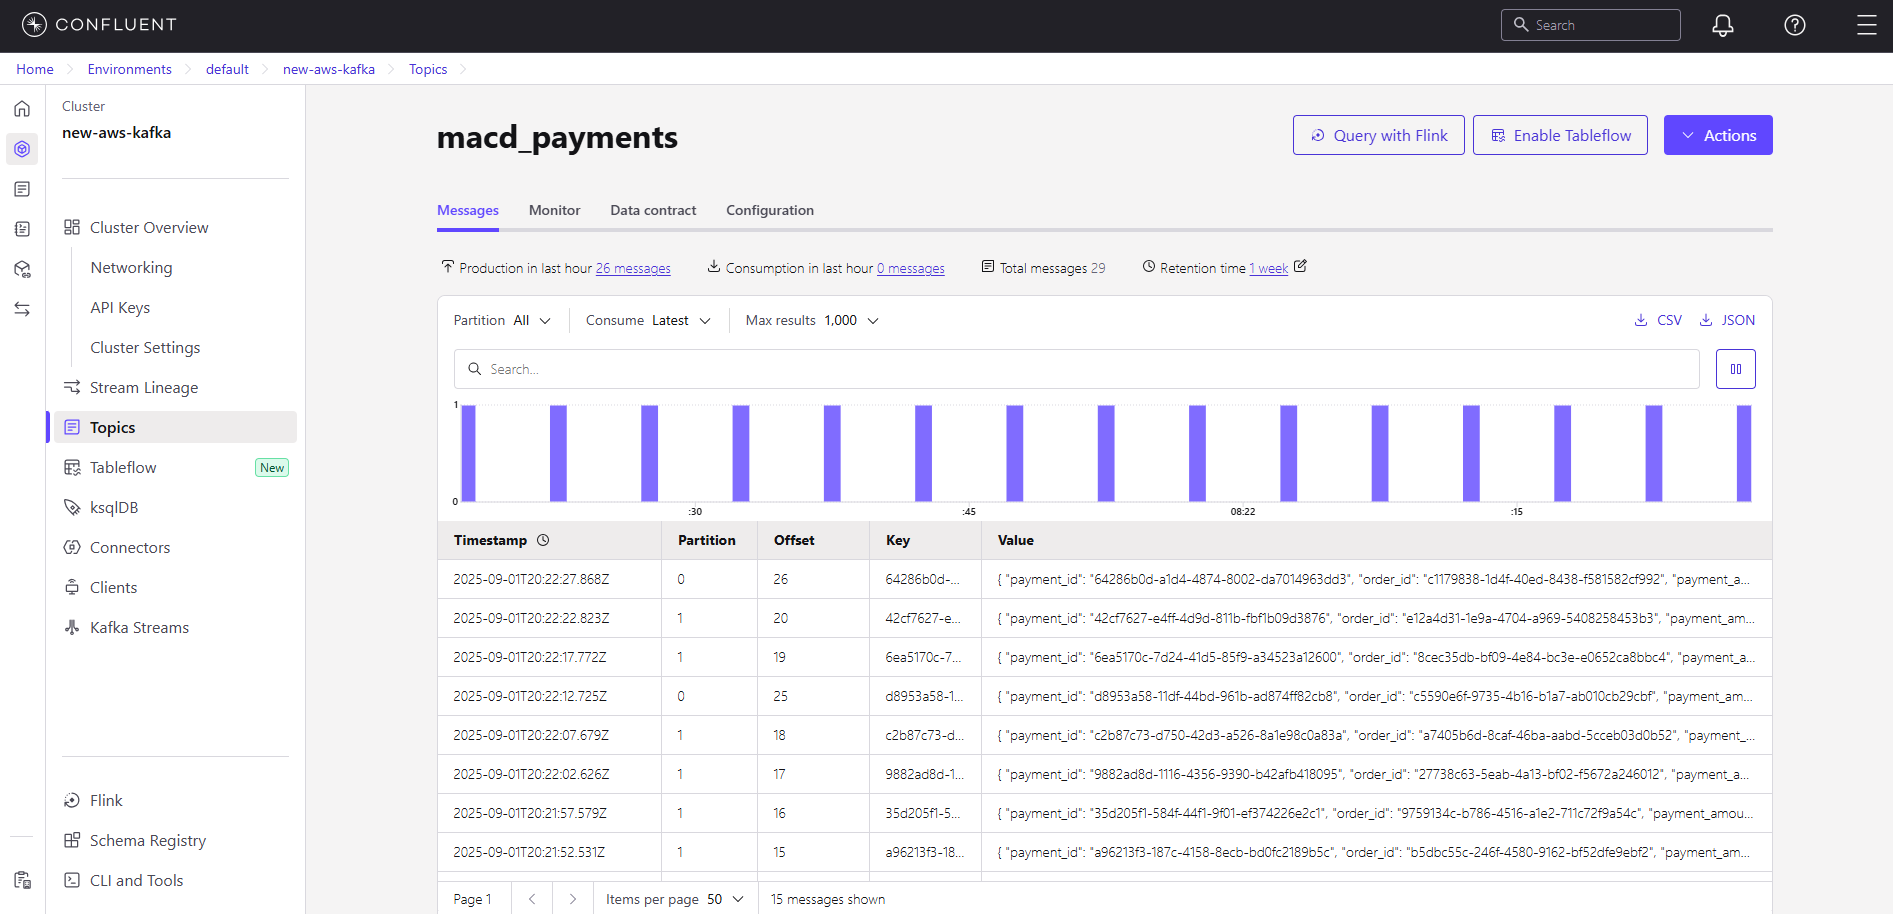 CONFLUENT
Search
Home
Environments
default
new-aws-kafka
Topics
Cluster
new-aws-kafka
Cluster Overview
Networking
API Keys
Cluster Settings
Stream Lineage
Topics
Tableflow New
ksqlDB
Connectors
Clients
Kafka Streams
Flink
Schema Registry
CLI and Tools
macd_payments
Query with Flink
Enable Tableflow
Actions
Messages Monitor Data contract Configuration
Production in last hour 26 messages Consumption in last hour 0 messages Total messages 29 Retention time 1 week
Partition All Consume Latest Max results 1,000 CSV JSON
Search...
1
0
:30 :45 08:22 :15
Timestamp Partition Offset Key Value
2025-09-01T20:22:27.868Z 0 26 64286b0d-... { "payment_id": "64286b0d-a1d4-4874-8002-da7014963dd3", "order_id": "c1179838-1d4f-40ed-8438-f581582cf992", "payment_a...
2025-09-01T20:22:22.823Z 1 20 42cf7627-e... { "payment_id": "42cf7627-e4ff-4d9d-811b-fbf1b09d3876", "order_id": "e12a4d31-1e9a-4704-a969-5408258453b3", "payment_am...
2025-09-01T20:22:17.772Z 1 19 6ea5170c-7... { "payment_id": "6ea5170c-7d24-41d5-85f9-a34523a12600", "order_id": "8cec35db-bf09-4e84-bc3e-e0652ca8bbc4", "payment_a...
2025-09-01T20:22:12.725Z 0 25 d8953a58-1... { "payment_id": "d8953a58-11df-44bd-961b-ad874ff82cb8", "order_id": "c5590e6f-9735-4b16-b1a7-ab010cb29cbf", "payment_am...
2025-09-01T20:22:07.679Z 1 18 c2b87c73-d... { "payment_id": "c2b87c73-d750-42d3-a526-8a1e98c0a83a", "order_id": "a7405b6d-8caf-46ba-aabd-5cceb03d0b52", "payment_...
2025-09-01T20:22:02.626Z 1 17 9882ad8d-1... { "payment_id": "9882ad8d-1116-4356-9390-b42afb418095", "order_id": "27738c63-5eab-4a13-bf02-f5672a246012", "payment_a...
2025-09-01T20:21:57.579Z 1 16 35d205f1-5... { "payment_id": "35d205f1-584f-44f1-9f01-ef374226e2c1", "order_id": "9759134c-b786-4516-a1e2-711c72f9a54c", "payment_amou...
2025-09-01T20:21:52.531Z 1 15 a96213f3-18... { "payment_id": "a96213f3-187c-4158-8ecb-bd0fc2189b5c", "order_id": "b5dbc55c-246f-4580-9162-bf52dfe9ebf2", "payment_am...
Page 1 Items per page 50 15 messages shown